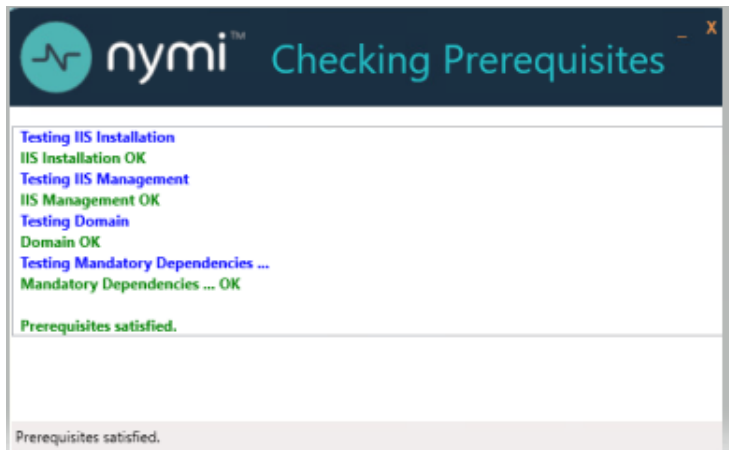 nymi™ Checking Prerequisites _ X
Testing IIS Installation
IIS Installation OK
Testing IIS Management
IIS Management OK
Testing Domain
Domain OK
Testing Mandatory Dependencies ...
Mandatory Dependencies ... OK
Prerequisites satisfied.
Prerequisites satisfied.